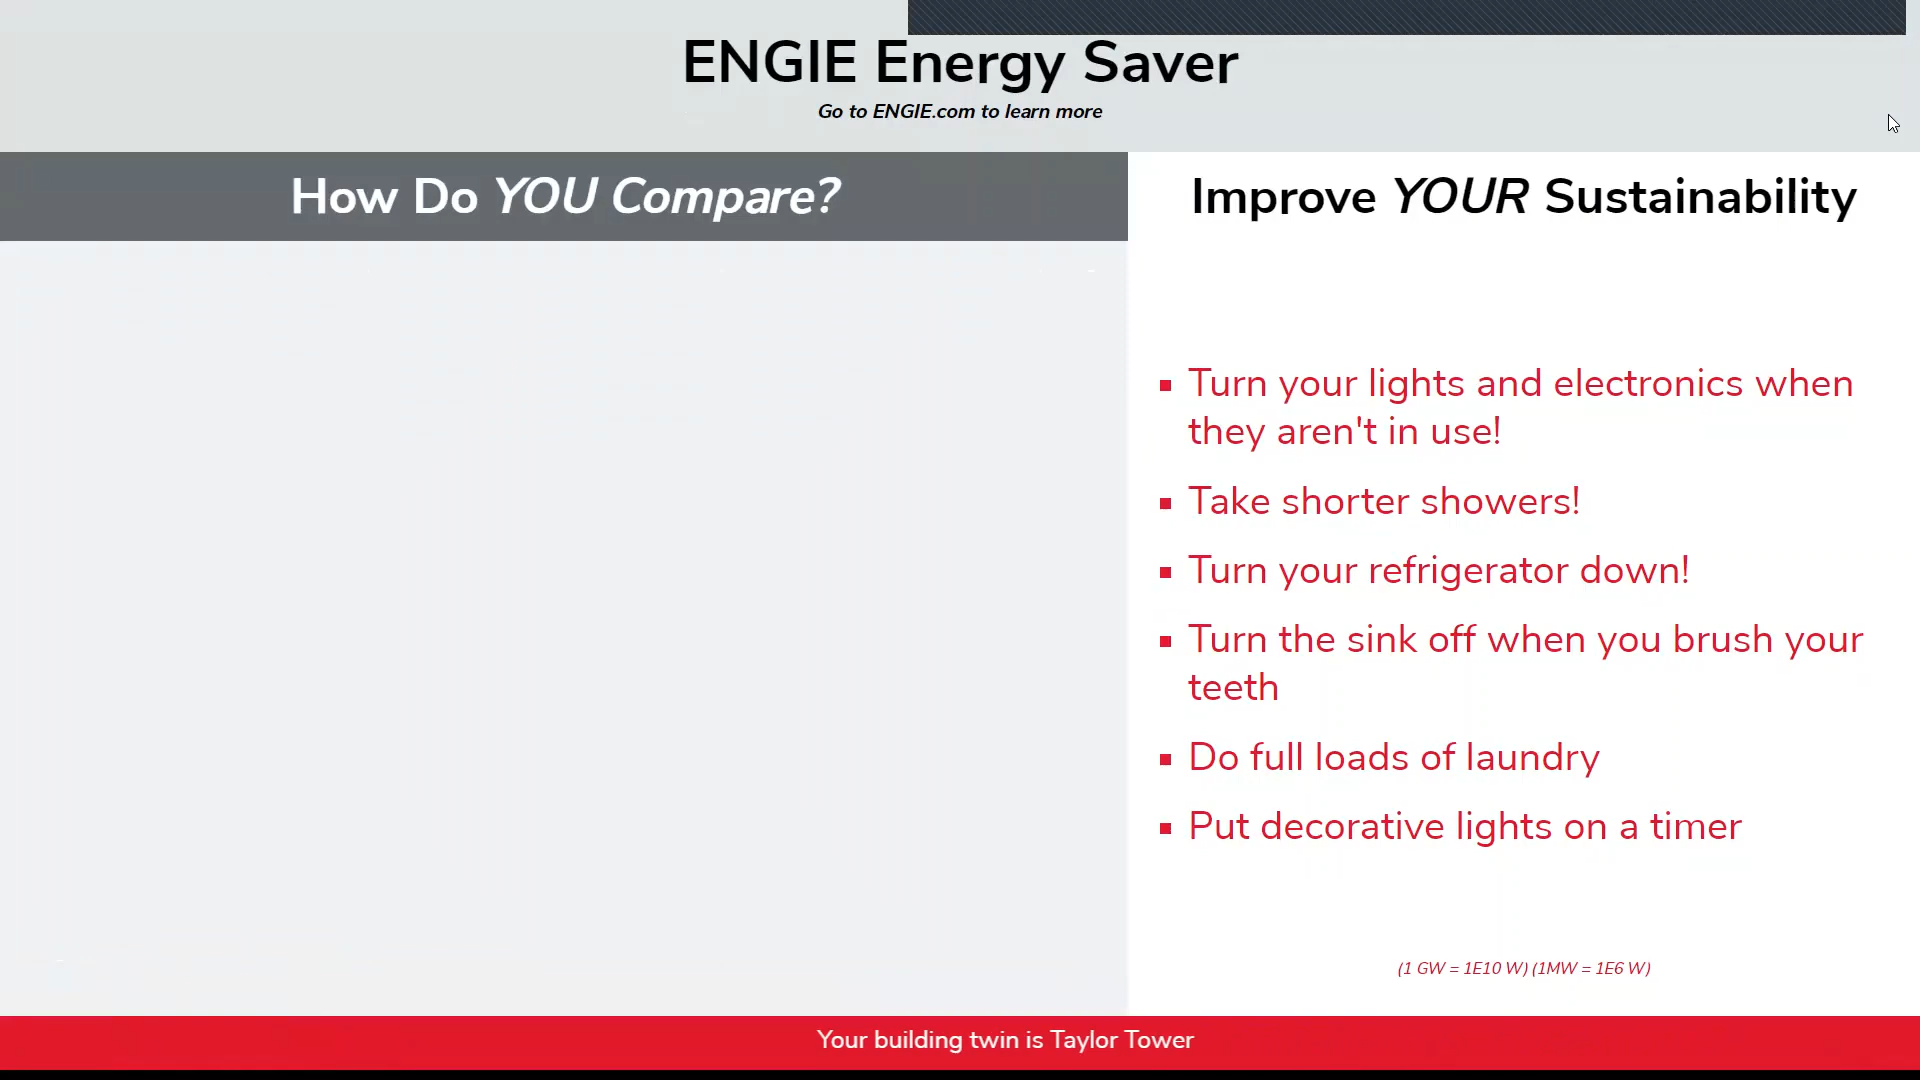 ENGIE Energy Saver
Go to ENGIE.com to learn more
How Do YOU Compare?
Improve YOUR Sustainability
Turn your lights and electronics when
they aren't in use!
Take shorter showers!
Turn your refrigerator down!
Turn the sink off when you brush your
teeth
Do full loads of laundry
Put decorative lights on a timer
(1 GW = 1E10 W) (1MW = 1E6 W)
Your building twin is Taylor Tower